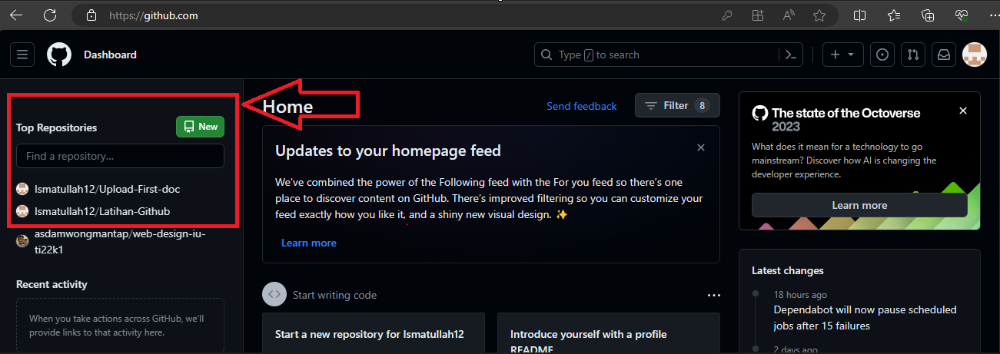 https://github.com
Dashboard
Type / to search
Top Repositories
New
Find a repository...
Ismatullah12/Upload-First-doc
Ismatullah12/Latihan-Github
asdamwongmantap/web-design-iu-
ti22k1
Recent activity
When you take actions across GitHub, we'll
provide links to that activity here.
Home
Send feedback
Filter 8
Updates to your homepage feed
We've combined the power of the Following feed with the For you feed so there's one
place to discover content on GitHub. There's improved filtering so you can customize your
feed exactly how you like it, and a shiny new visual design. ✨
Learn more
Start writing code
Start a new repository for Ismatullah12
Introduce yourself with a profile
README
The state of the Octoverse
2023
What does it mean for a technology to go
mainstream? Discover how AI is changing the
developer experience.
Learn more
Latest changes
18 hours ago
Dependabot will now pause scheduled
jobs after 15 failures
2 days ago